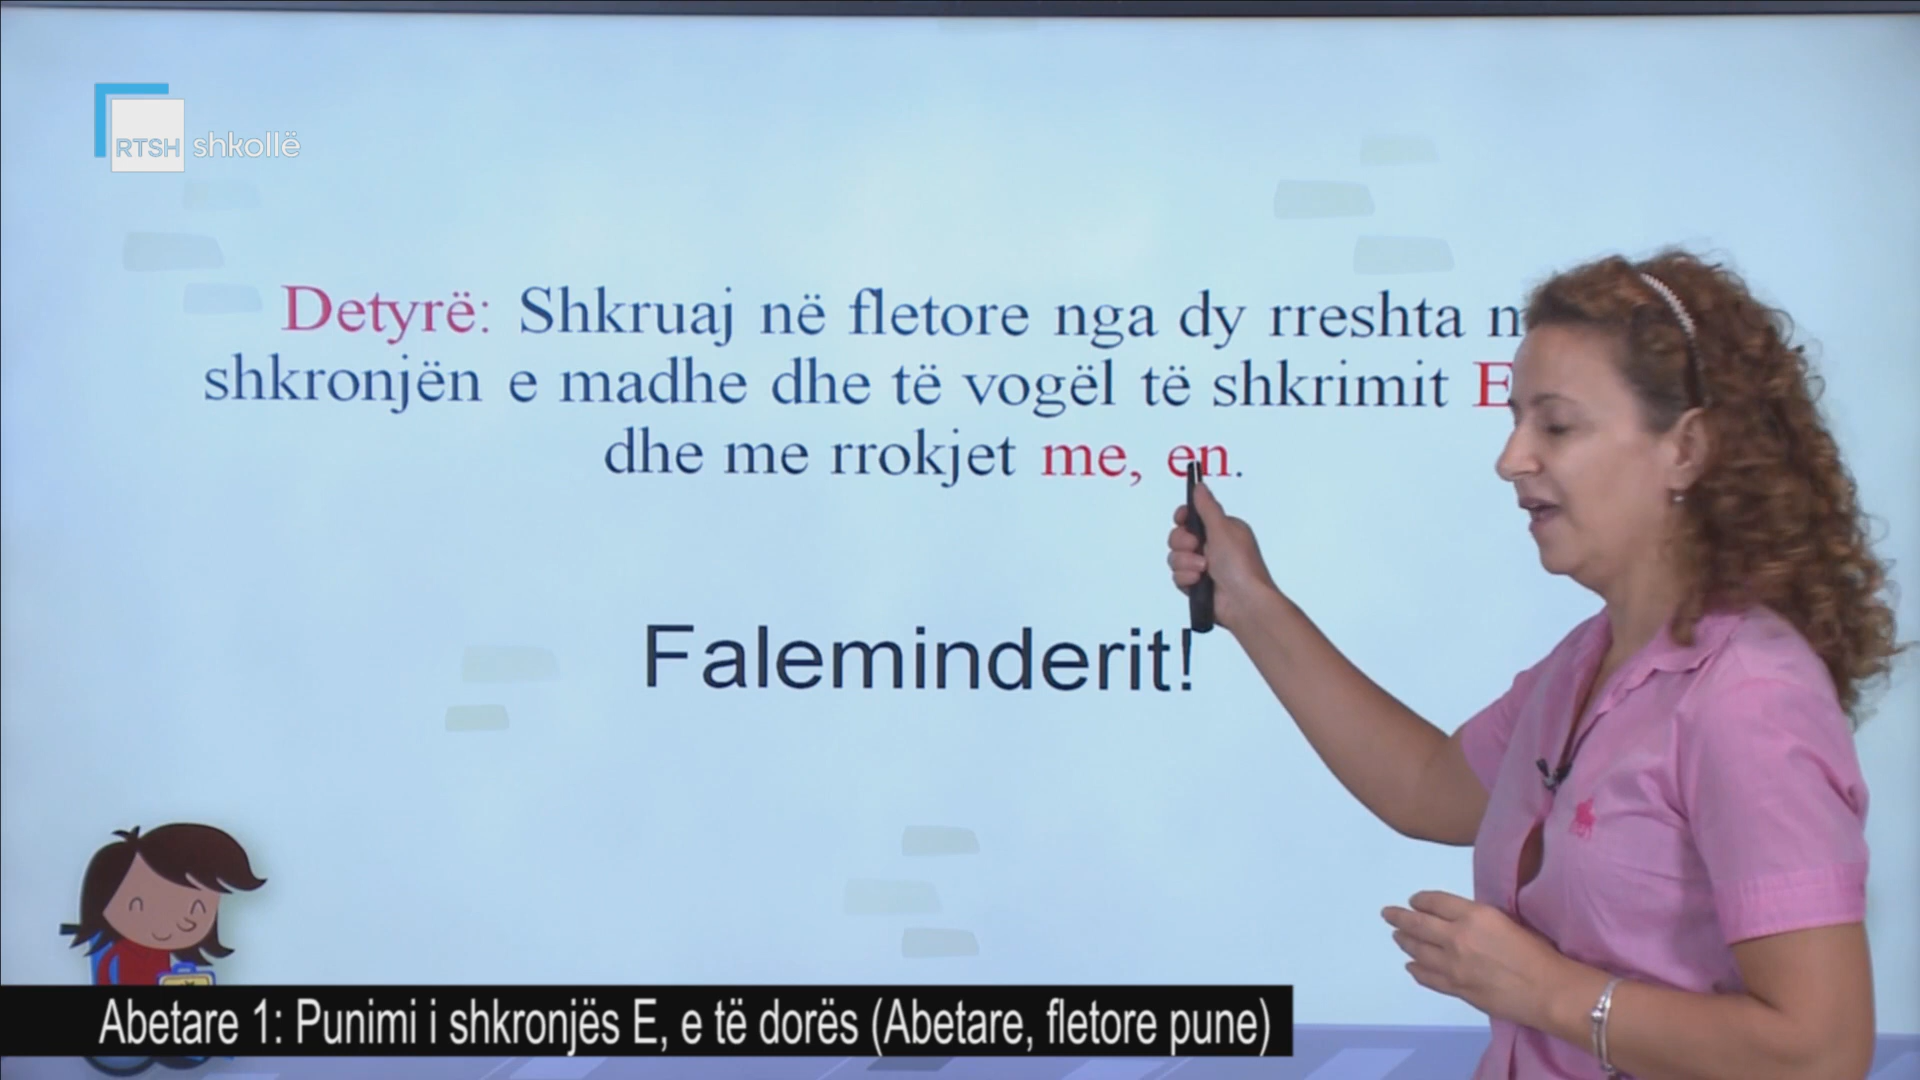 RTSH shkollë
Detyrë: Shkruaj në fletore nga dy rreshta
shkronjën e madhe dhe të vogël të shkrimit E
dhe me rrokjet me, en.
Faleminderit!
Abetare 1: Punimi i shkronjës E, e të dorës (Abetare, fletore pune)